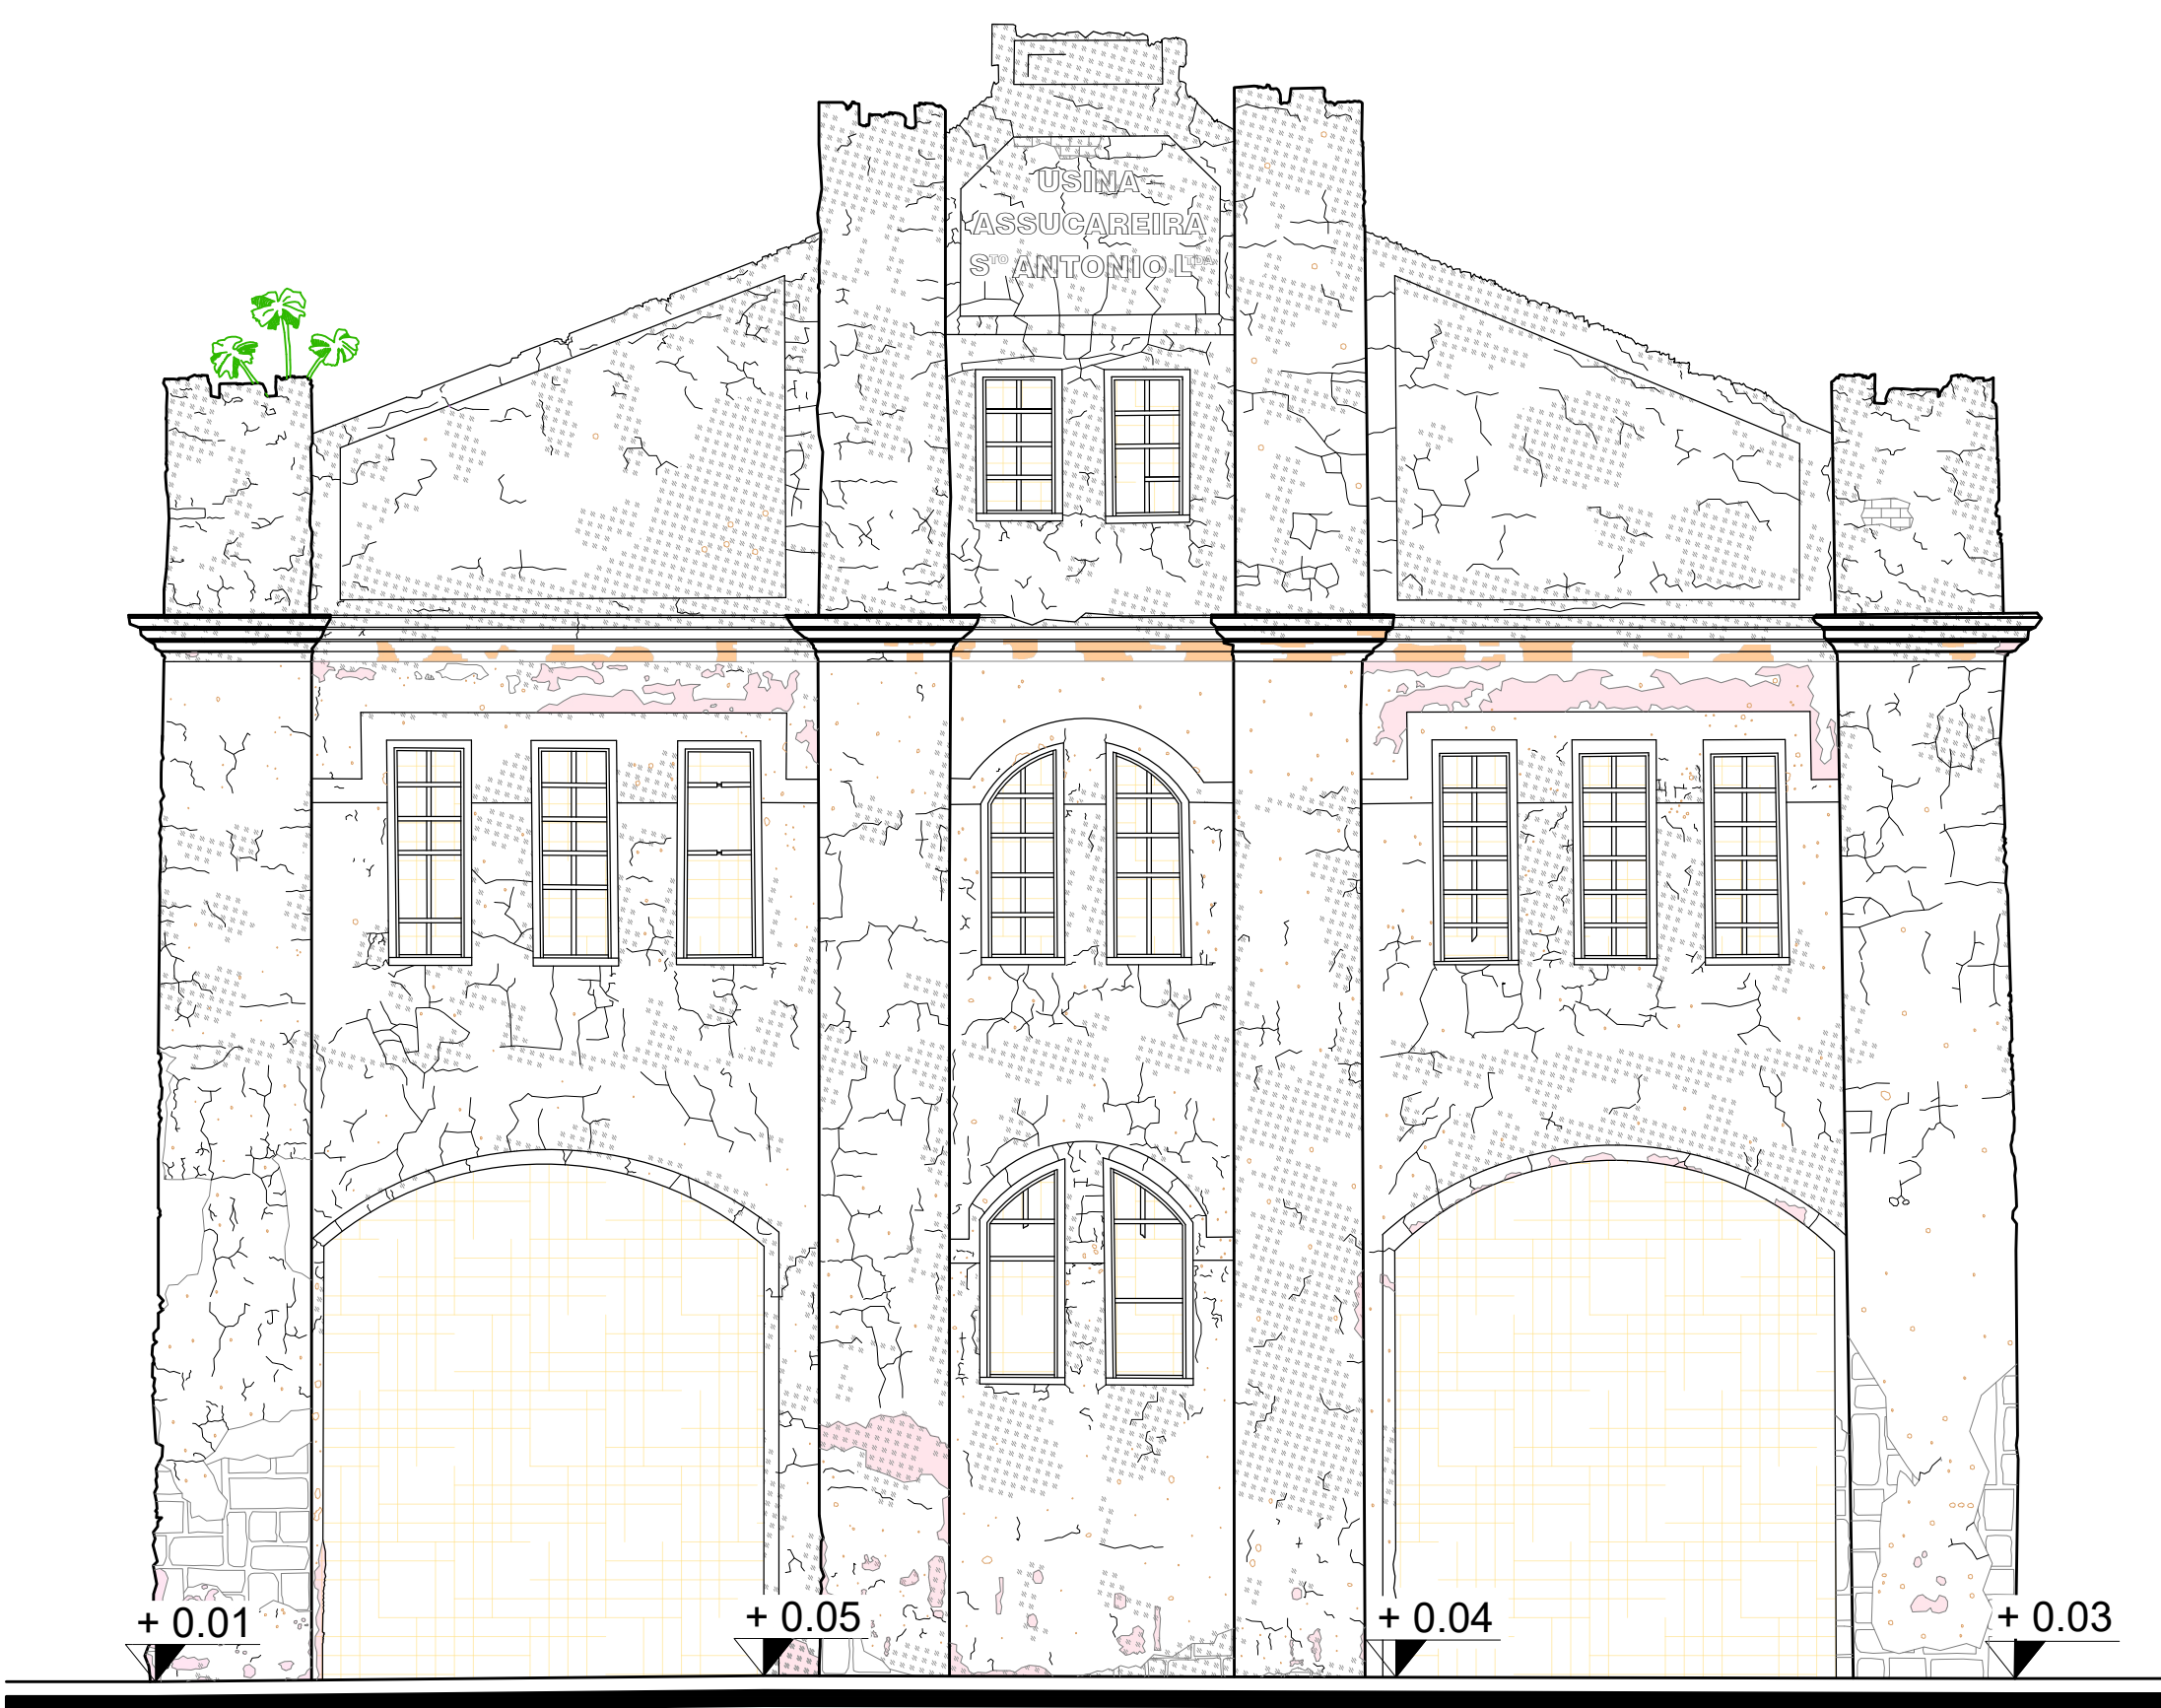 USINA
ASSUCAREIRA
STO ANTONIO LTDA
+ 0.01
+ 0.05
+ 0.04
+ 0.03